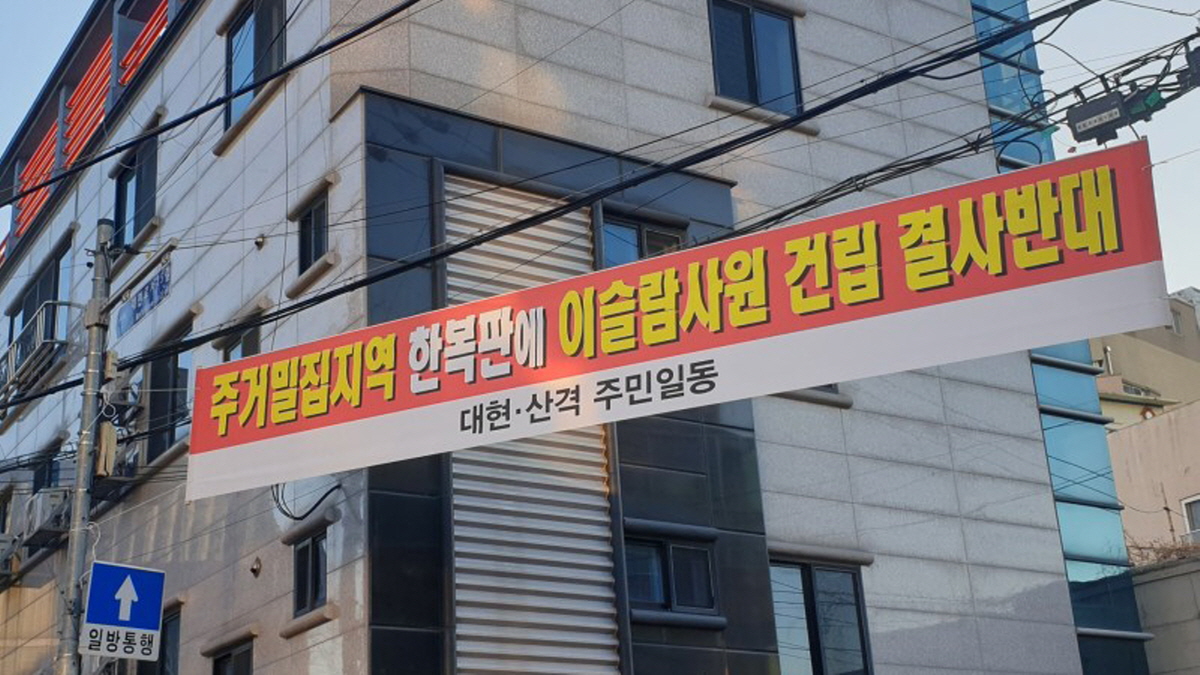 주거밀집지역 한복판에 이슬람사원 건립 결사반대
대현·산격 주민일동
일방통행